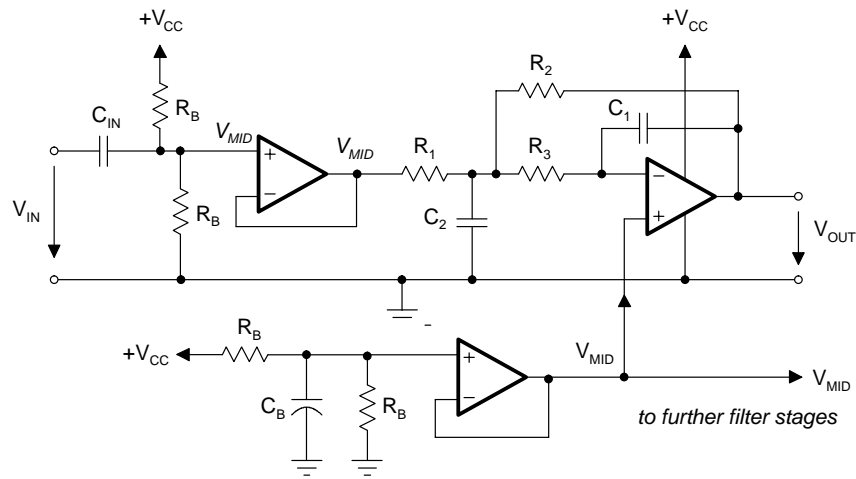 +VCC
+VCC
R2
RB
CIN
C1
VMID
VMID
R1
R3
+
−
−
+
VIN
RB
C2
VOUT
RB
+VCC
VMID
+
−
VMID
CB
RB
to further filter stages